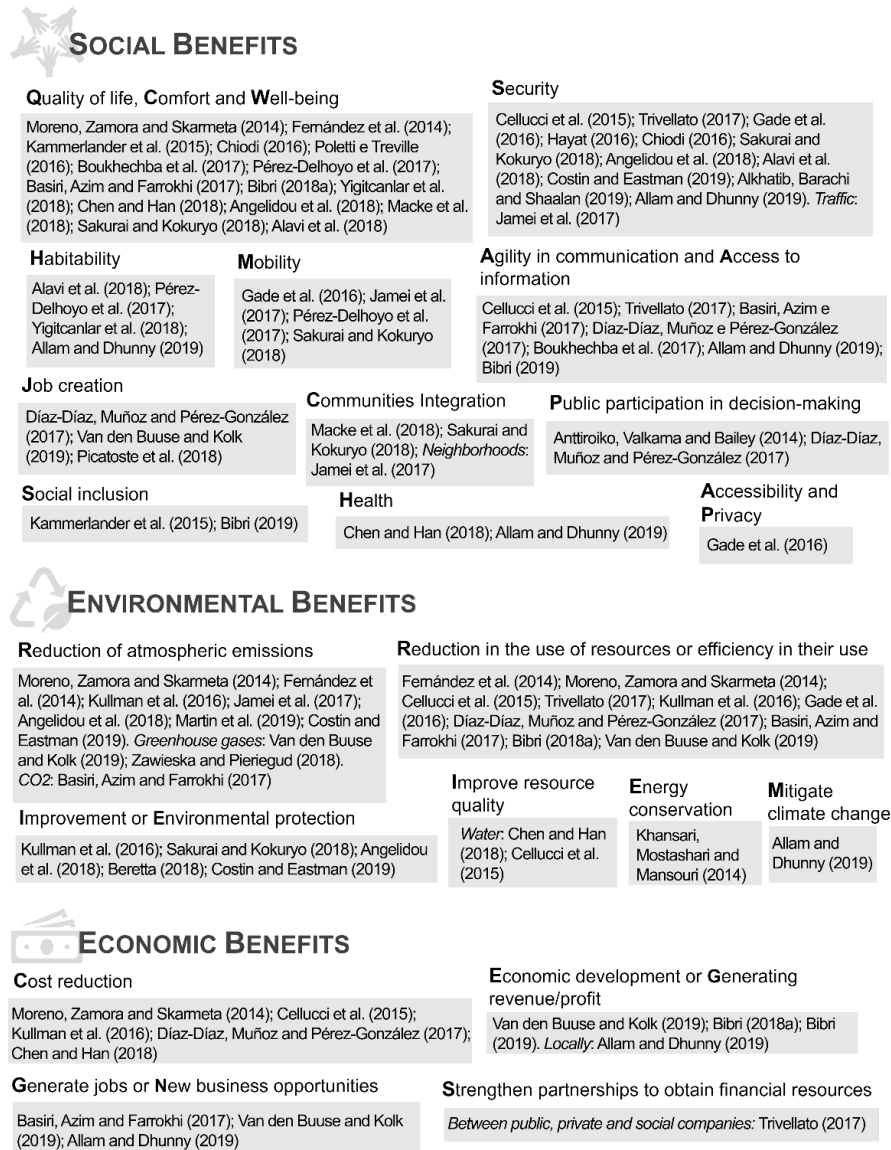 SOCIAL BENEFITS
Quality of life, Comfort and Well-being
Moreno, Zamora and Skarmeta (2014); Fernández et al. (2014);
Kammerlander et al. (2015); Chiodi (2016); Poletti e Treville
(2016); Boukhechba et al. (2017); Pérez-Delhoyo et al. (2017);
Basiri, Azim and Farrokhi (2017); Bibri (2018a); Yigitcanlar et al.
(2018); Chen and Han (2018); Angelidou et al. (2018); Macke et al.
(2018); Sakurai and Kokuryo (2018); Alavi et al. (2018)
Security
Cellucci et al. (2015); Trivellato (2017); Gade et al.
(2016); Hayat (2016); Chiodi (2016); Sakurai and
Kokuryo (2018); Angelidou et al. (2018); Alavi et al.
(2018); Costin and Eastman (2019); Alkhatib, Barachi
and Shaalan (2019); Allam and Dhunny (2019). Traffic:
Jamei et al. (2017)
Habitability
Alavi et al. (2018); Pérez-
Delhoyo et al. (2017);
Yigitcanlar et al. (2018);
Allam and Dhunny (2019)
Mobility
Gade et al. (2016); Jamei et al.
(2017); Pérez-Delhoyo et al.
(2017); Sakurai and Kokuryo
(2018)
Agility in communication and Access to
information
Cellucci et al. (2015); Trivellato (2017); Basiri, Azim e
Farrokhi (2017); Díaz-Díaz, Muñoz e Pérez-González
(2017); Boukhechba et al. (2017); Allam and Dhunny (2019);
Bibri (2019)
Job creation
Díaz-Díaz, Muñoz and Pérez-González
(2017); Van den Buuse and Kolk
(2019); Picatoste et al. (2018)
Communities Integration
Macke et al. (2018); Sakurai and
Kokuryo (2018); Neighborhoods:
Jamei et al. (2017)
Public participation in decision-making
Anttiroiko, Valkama and Bailey (2014); Díaz-Díaz,
Muñoz and Pérez-González (2017)
Social inclusion
Kammerlander et al. (2015); Bibri (2019)
Health
Chen and Han (2018); Allam and Dhunny (2019)
Accessibility and
Privacy
Gade et al. (2016)
ENVIRONMENTAL BENEFITS
Reduction of atmospheric emissions
Moreno, Zamora and Skarmeta (2014); Fernández et
al. (2014); Kullman et al. (2016); Jamei et al. (2017);
Angelidou et al. (2018); Martin et al. (2019); Costin and
Eastman (2019). Greenhouse gases: Van den Buuse
and Kolk (2019); Zawieska and Pieriegud (2018).
CO2: Basiri, Azim and Farrokhi (2017)
Reduction in the use of resources or efficiency in their use
Fernández et al. (2014); Moreno, Zamora and Skarmeta (2014);
Cellucci et al. (2015); Trivellato (2017); Kullman et al. (2016); Gade et al.
(2016); Díaz-Díaz, Muñoz and Pérez-González (2017); Basiri, Azim and
Farrokhi (2017); Bibri (2018a); Van den Buuse and Kolk (2019)
Improvement or Environmental protection
Kullman et al. (2016); Sakurai and Kokuryo (2018); Angelidou
et al. (2018); Beretta (2018); Costin and Eastman (2019)
Improve resource
quality
Water: Chen and Han
(2018); Cellucci et al.
(2015)
Energy
conservation
Khansari,
Mostashari and
Mansouri (2014)
Mitigate
climate change
Allam and
Dhunny (2019)
ECONOMIC BENEFITS
Cost reduction
Moreno, Zamora and Skarmeta (2014); Cellucci et al. (2015);
Kullman et al. (2016); Díaz-Díaz, Muñoz and Pérez-González (2017);
Chen and Han (2018)
Economic development or Generating
revenue/profit
Van den Buuse and Kolk (2019); Bibri (2018a); Bibri
(2019). Locally: Allam and Dhunny (2019)
Generate jobs or New business opportunities
Basiri, Azim and Farrokhi (2017); Van den Buuse and Kolk
(2019); Allam and Dhunny (2019)
Strengthen partnerships to obtain financial resources
Between public, private and social companies: Trivellato (2017)